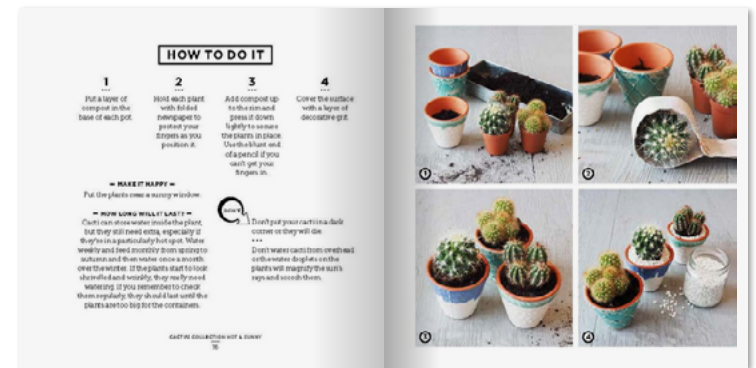 HOW TO DO IT
1
Put a layer of
compost in the
base of each pot.
2
Hold each plant
with folded
newspaper to
protect your
fingers as you
position it.
3
Add compost up
to the rim and
press it down
lightly to secure
the plants in place.
Use the blunt end
of a pencil if you
can't get your
fingers in.
4
Cover the surface
with a layer of
decorative grit.
MAKE IT HAPPY
Put the plants near a sunny window.
HOW LONG WILL IT LAST?
Cacti can store water inside the plant,
but they still need extra, especially if
they're in a particularly hot spot. Water
weekly and feed monthly from spring to
autumn and then water once a month
over the winter. If the plants start to look
shrivelled and wrinkly, they really need
watering. If you remember to check
them regularly, they should last until the
plants are too big for the containers.
Don't put your cacti in a dark
corner or they will die.
Don't water cacti from overhead
or the water droplets on the
plants will magnify the sun's
rays and scorch them.
CACTUS COLLECTION HOT & SUNNY
1
2
3
4